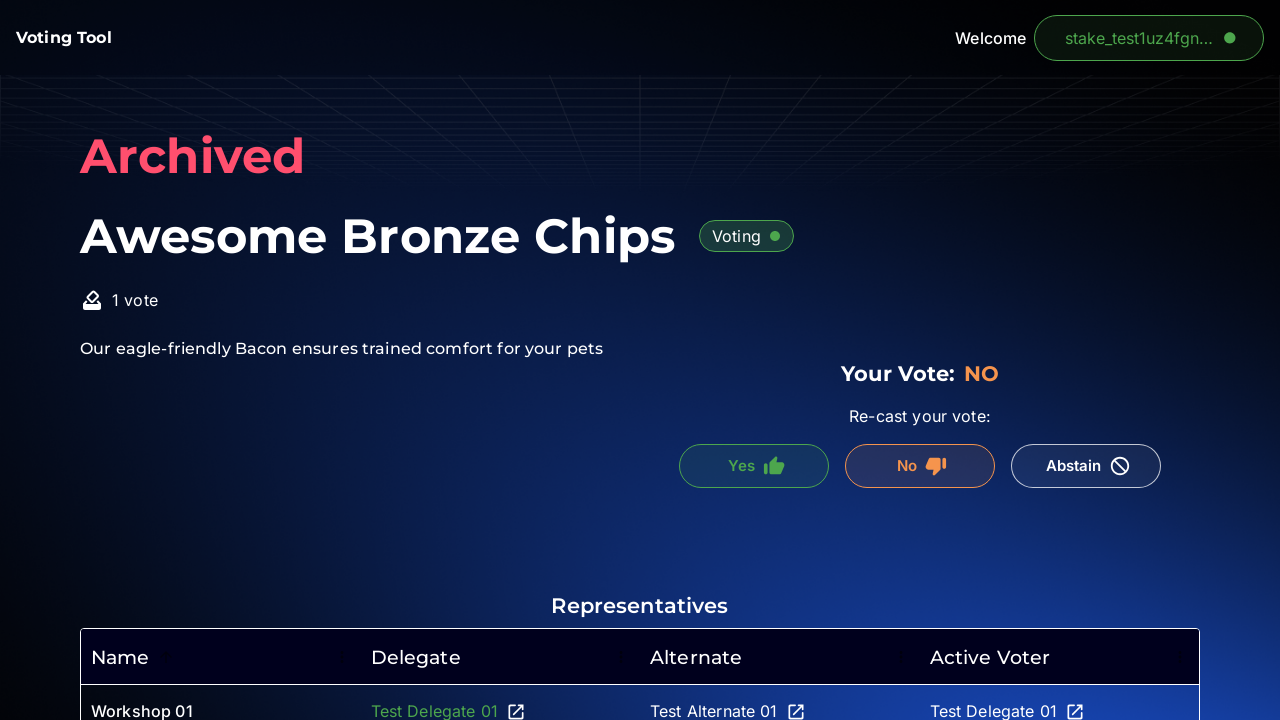 Voting Tool
Welcome stake_test1uz4fgn...
Archived
Awesome Bronze Chips Voting
1 vote
Our eagle-friendly Bacon ensures trained comfort for your pets
Your Vote: NO
Re-cast your vote:
Yes No Abstain
Representatives
Name Delegate Alternate Active Voter
Workshop 01 Test Delegate 01 Test Alternate 01 Test Delegate 01